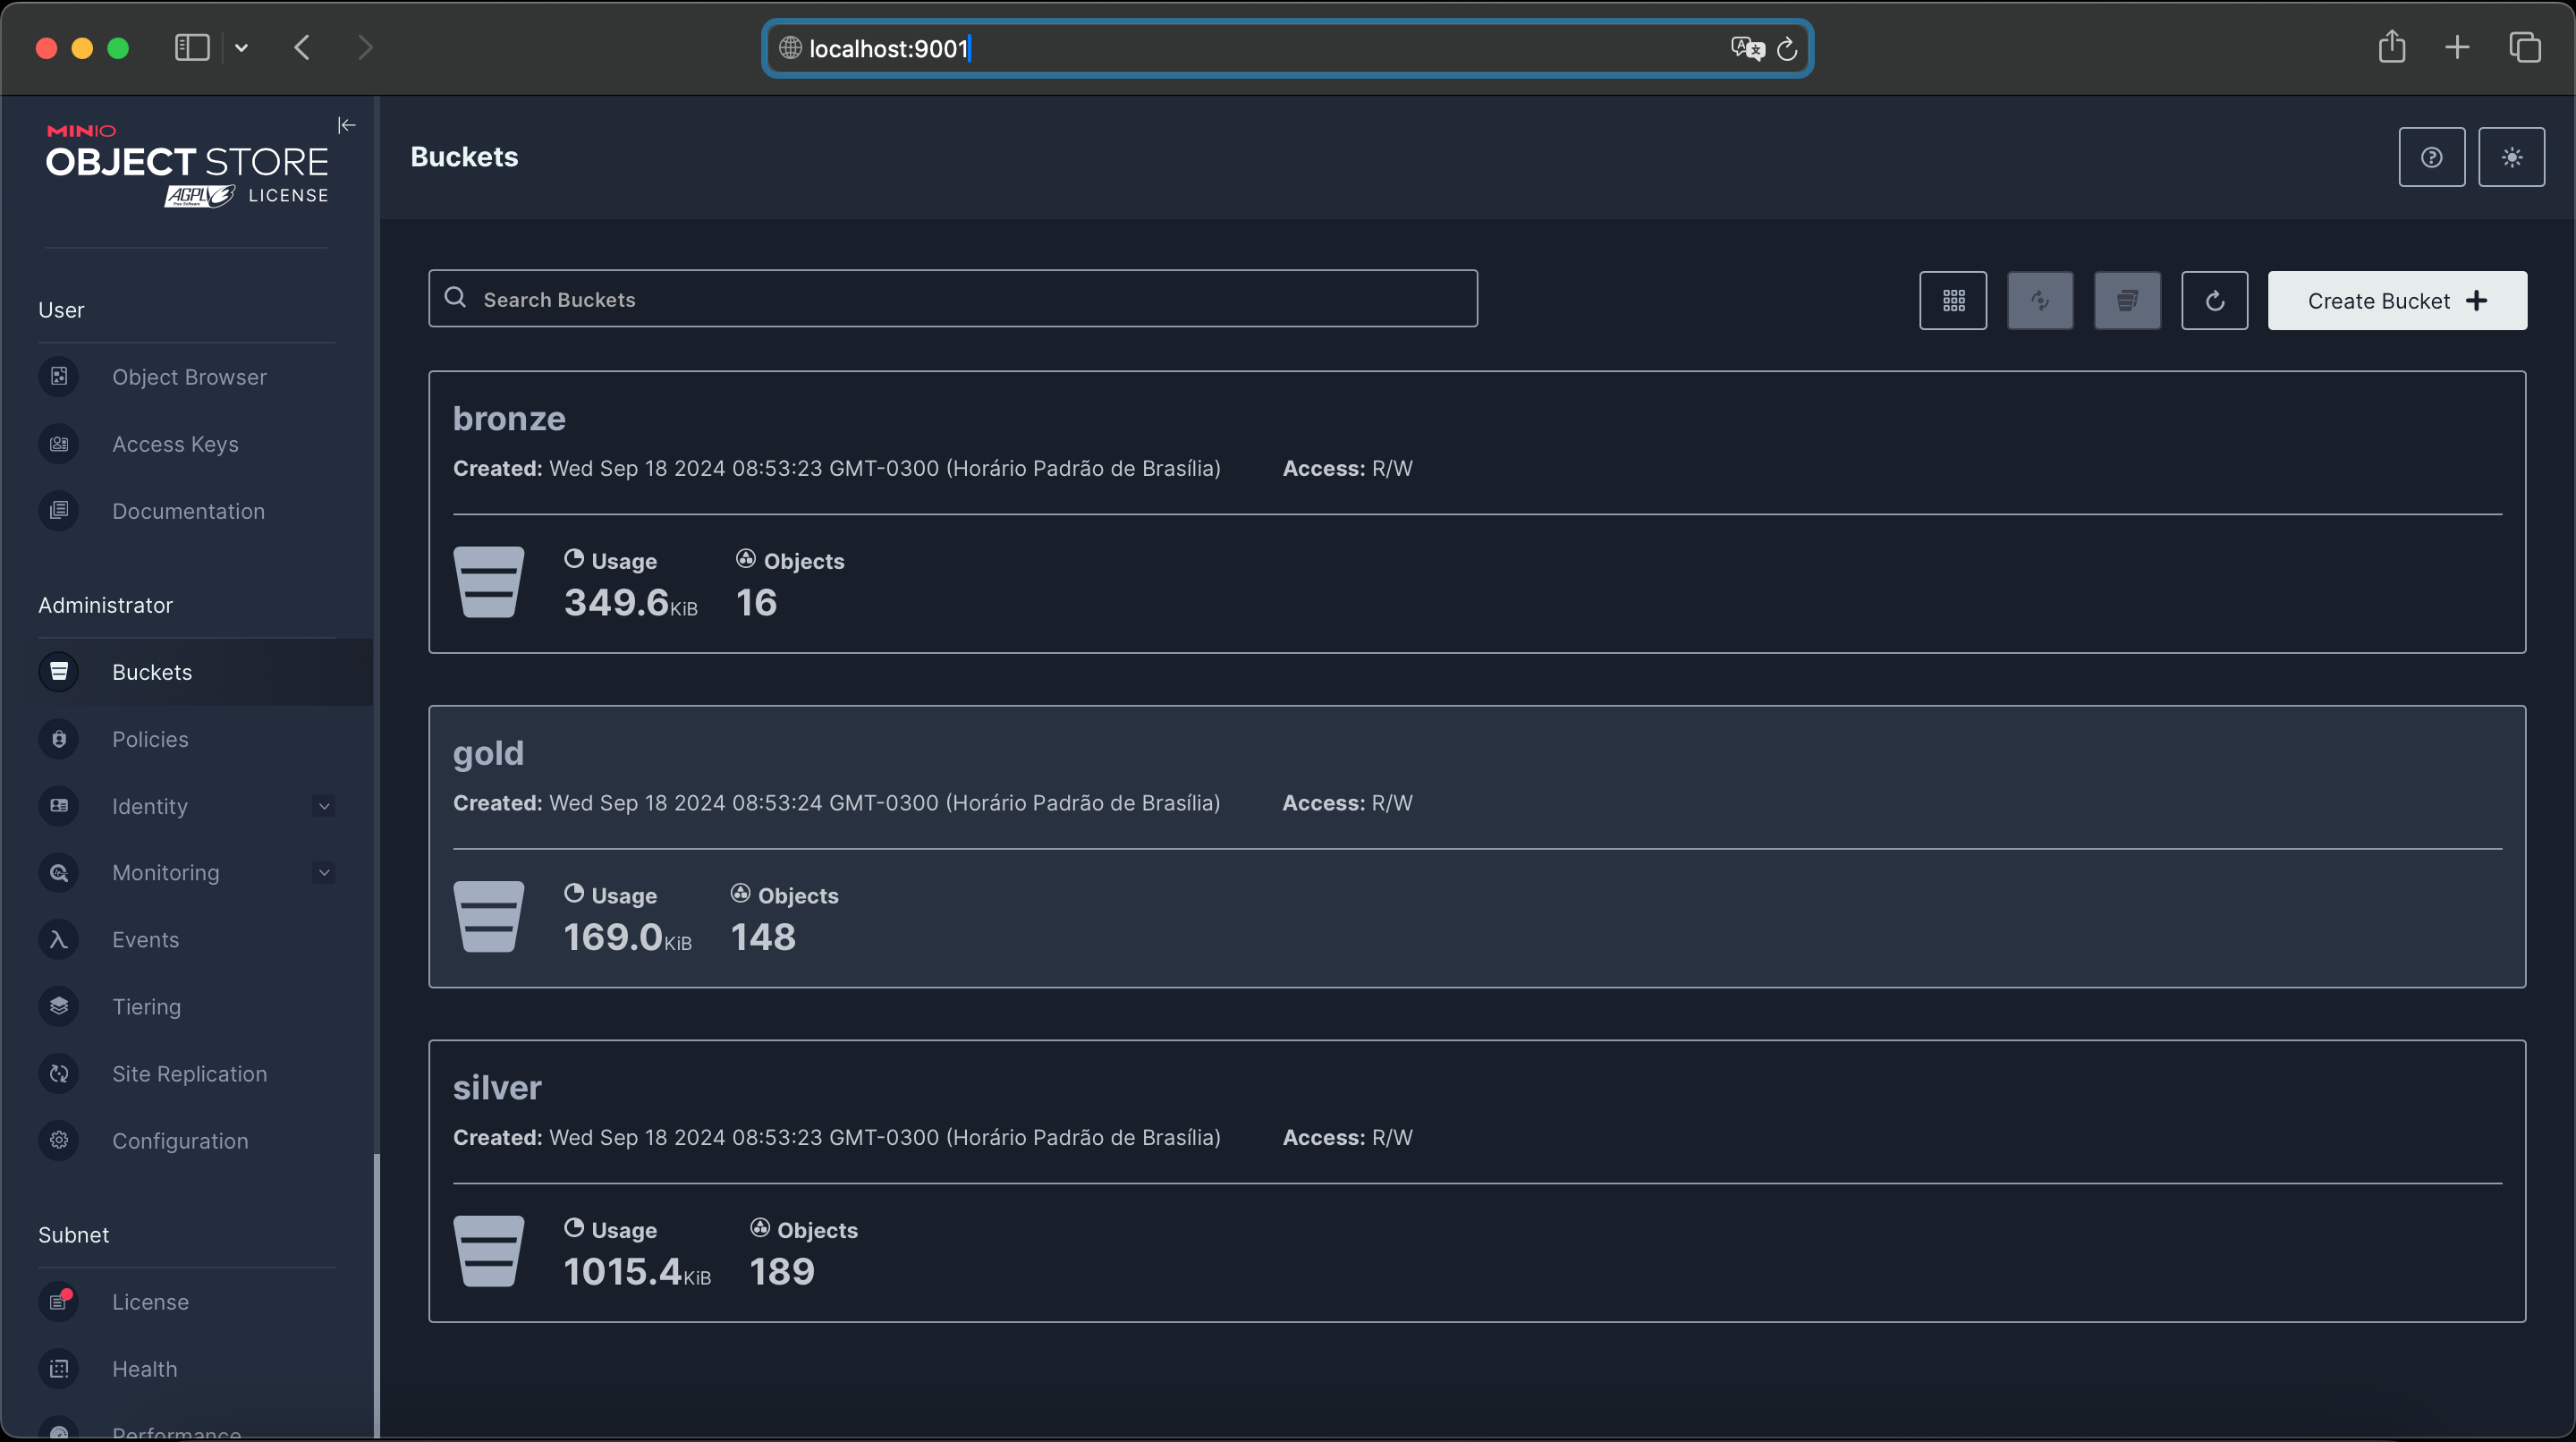 localhost:9001
MINIO
OBJECT STORE
AGPLv3 LICENSE
Free Software
User
Object Browser
Access Keys
Documentation
Administrator
Buckets
Policies
Identity
Monitoring
Events
Tiering
Site Replication
Configuration
Subnet
License
Health
Performance
Buckets
Search Buckets
Create Bucket
bronze
Created: Wed Sep 18 2024 08:53:23 GMT-0300 (Horário Padrão de Brasília) Access: R/W
Usage Objects
349.6KiB 16
gold
Created: Wed Sep 18 2024 08:53:24 GMT-0300 (Horário Padrão de Brasília) Access: R/W
Usage Objects
169.0KiB 148
silver
Created: Wed Sep 18 2024 08:53:23 GMT-0300 (Horário Padrão de Brasília) Access: R/W
Usage Objects
1015.4KiB 189